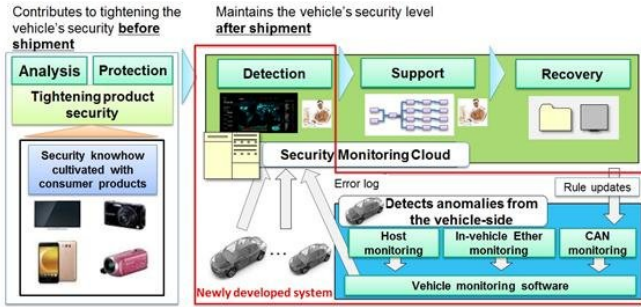 Contributes to tightening the
vehicle's security before
shipment
Maintains the vehicle's security level
after shipment
Analysis
Protection
Tightening product
security
Security knowhow
cultivated with
consumer products
Detection
Support
Recovery
Security Monitoring Cloud
Error log
Rule updates
Detects anomalies from
the vehicle-side
Host
monitoring
In-vehicle Ether
monitoring
CAN
monitoring
Vehicle monitoring software
...
Newly developed system